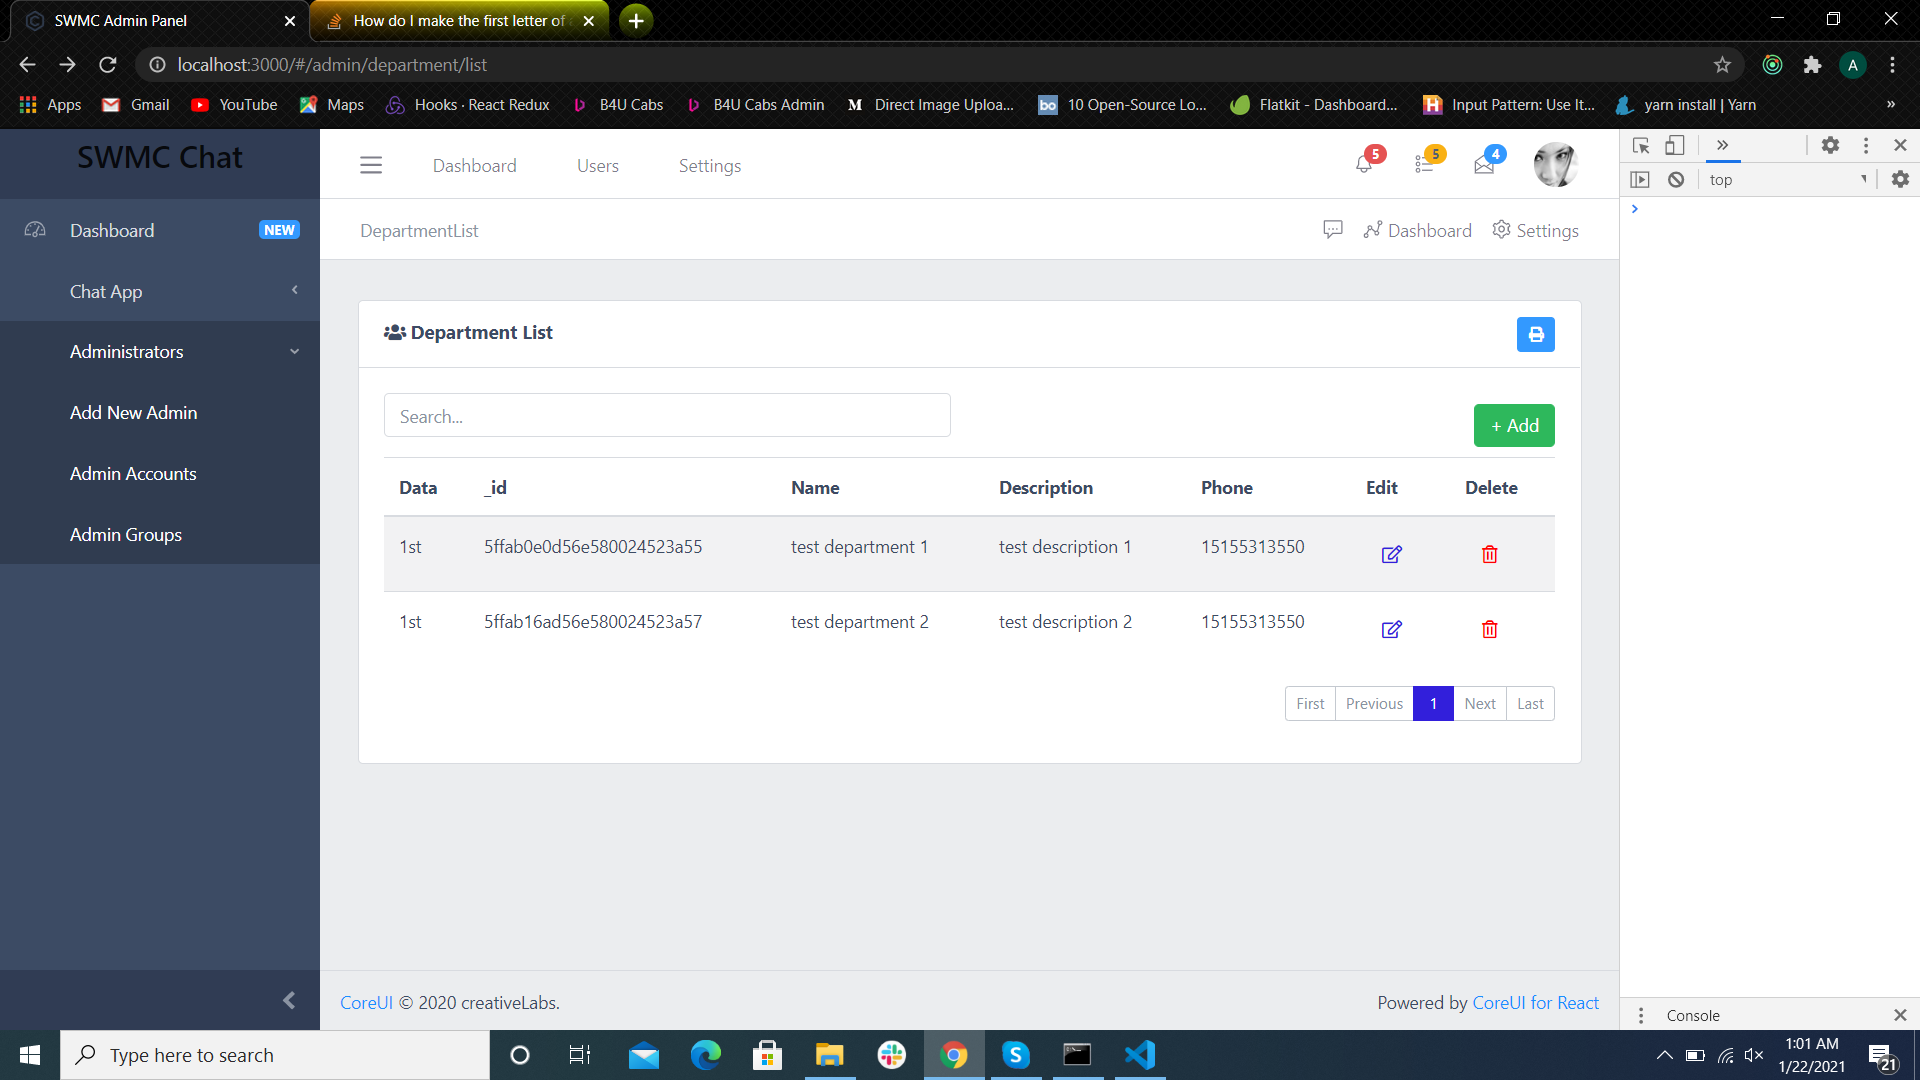 SWMC Admin Panel
How do I make the first letter of
localhost:3000/#/admin/department/list
A
Apps Gmail YouTube Maps Hooks · React Redux B4U Cabs B4U Cabs Admin Direct Image Uploa... 10 Open-Source Lo... Flatkit - Dashboard... Input Pattern: Use It... yarn install | Yarn »
SWMC Chat
Dashboard NEW
Chat App
Administrators
Add New Admin
Admin Accounts
Admin Groups
Dashboard Users Settings 5 5 4
DepartmentList Dashboard Settings
Department List
Search...
+ Add
Data _id Name Description Phone Edit Delete
1st 5ffab0e0d56e580024523a55 test department 1 test description 1 15155313550
1st 5ffab16ad56e580024523a57 test department 2 test description 2 15155313550
First Previous 1 Next Last
CoreUI © 2020 creativeLabs. Powered by CoreUI for React
top
Console
Type here to search
1:01 AM
1/22/2021
21